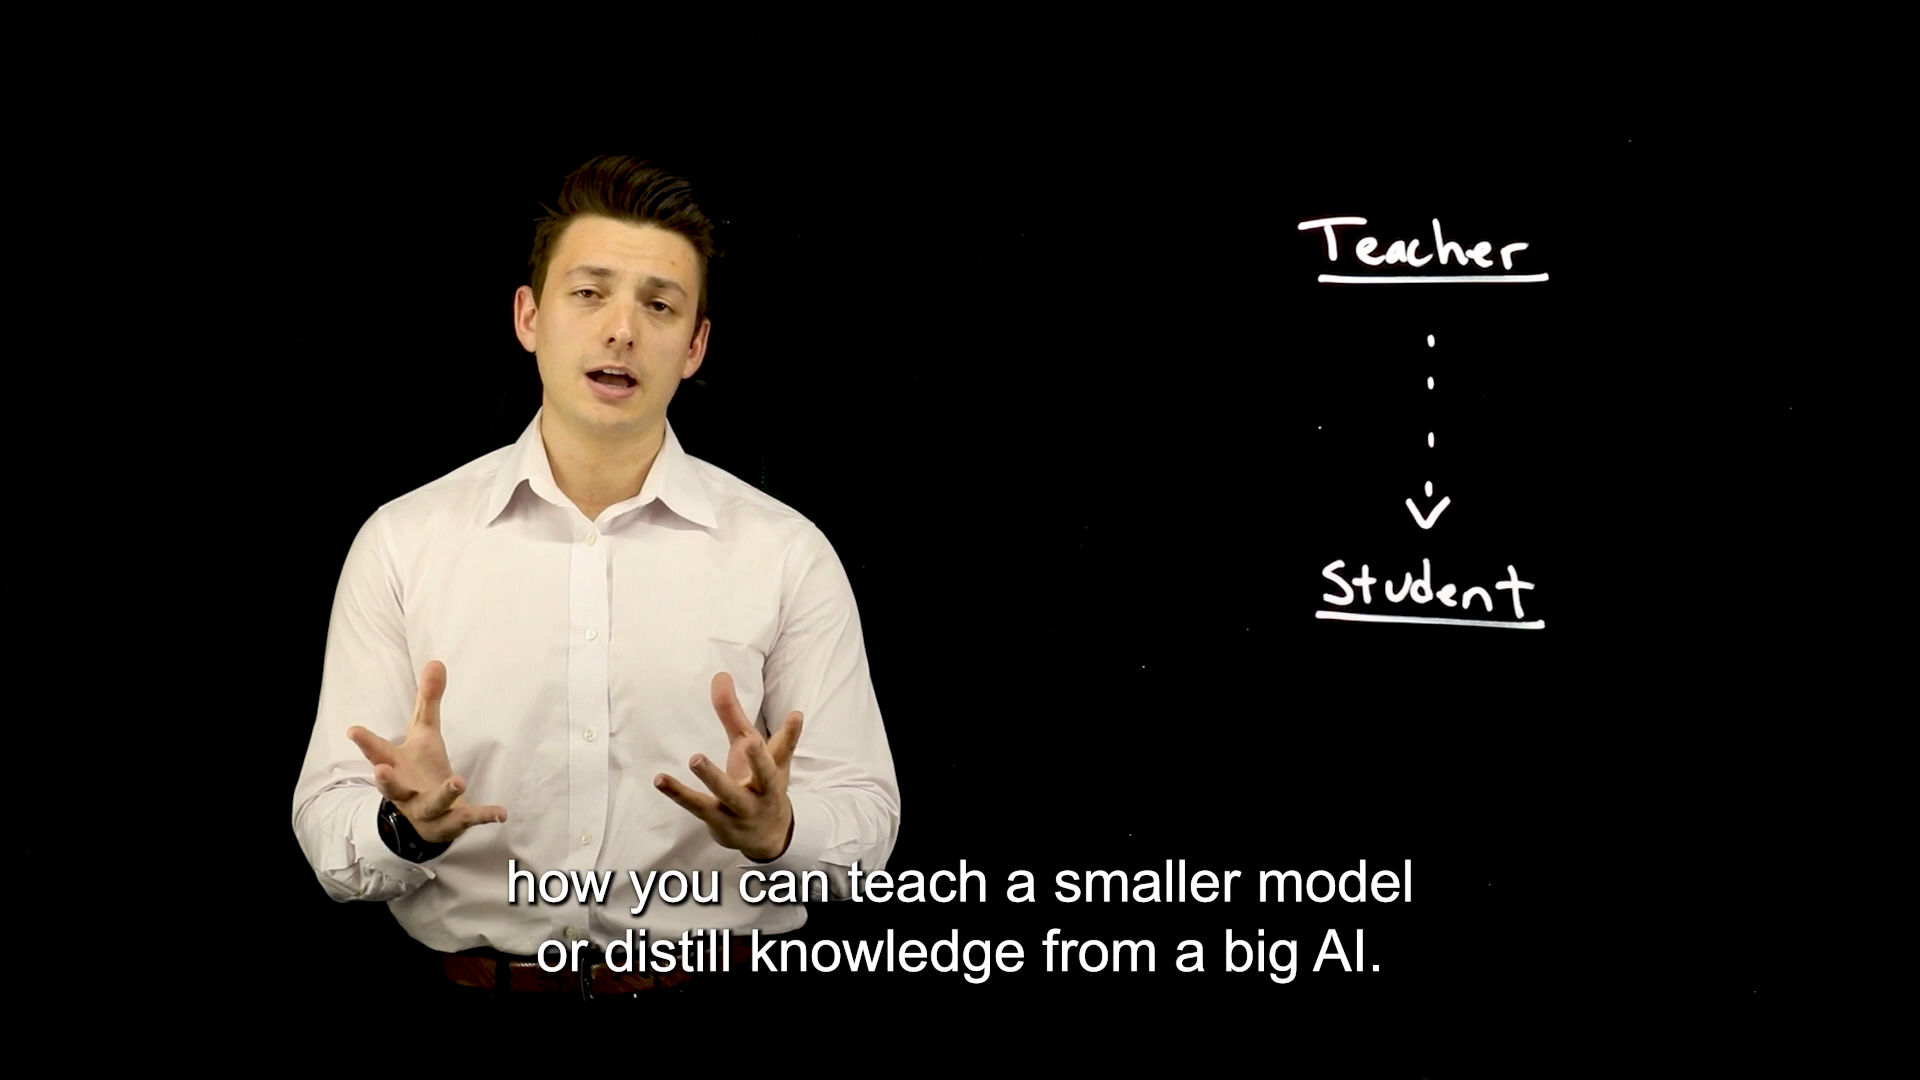 Teacher
Student
how you can teach a smaller model
or distill knowledge from a big AI.